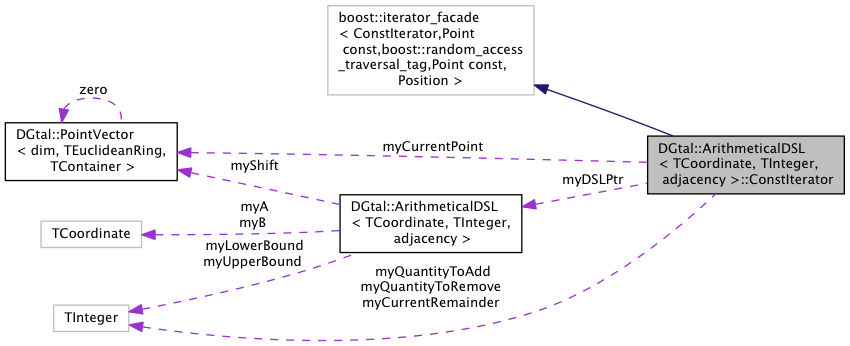 boost::iterator_facade
< ConstIterator,Point
const,boost::random_access
_traversal_tag,Point const,
Position >
zero
DGtal::PointVector
< dim, TEuclideanRing,
TContainer >
myCurrentPoint
DGtal::ArithmeticalDSL
< TCoordinate, TInteger,
adjacency >::ConstIterator
myShift
myDSLPtr
DGtal::ArithmeticalDSL
< TCoordinate, TInteger,
adjacency >
myA
myB
TCoordinate
myLowerBound
myUpperBound
myQuantityToAdd
myQuantityToRemove
myCurrentRemainder
TInteger